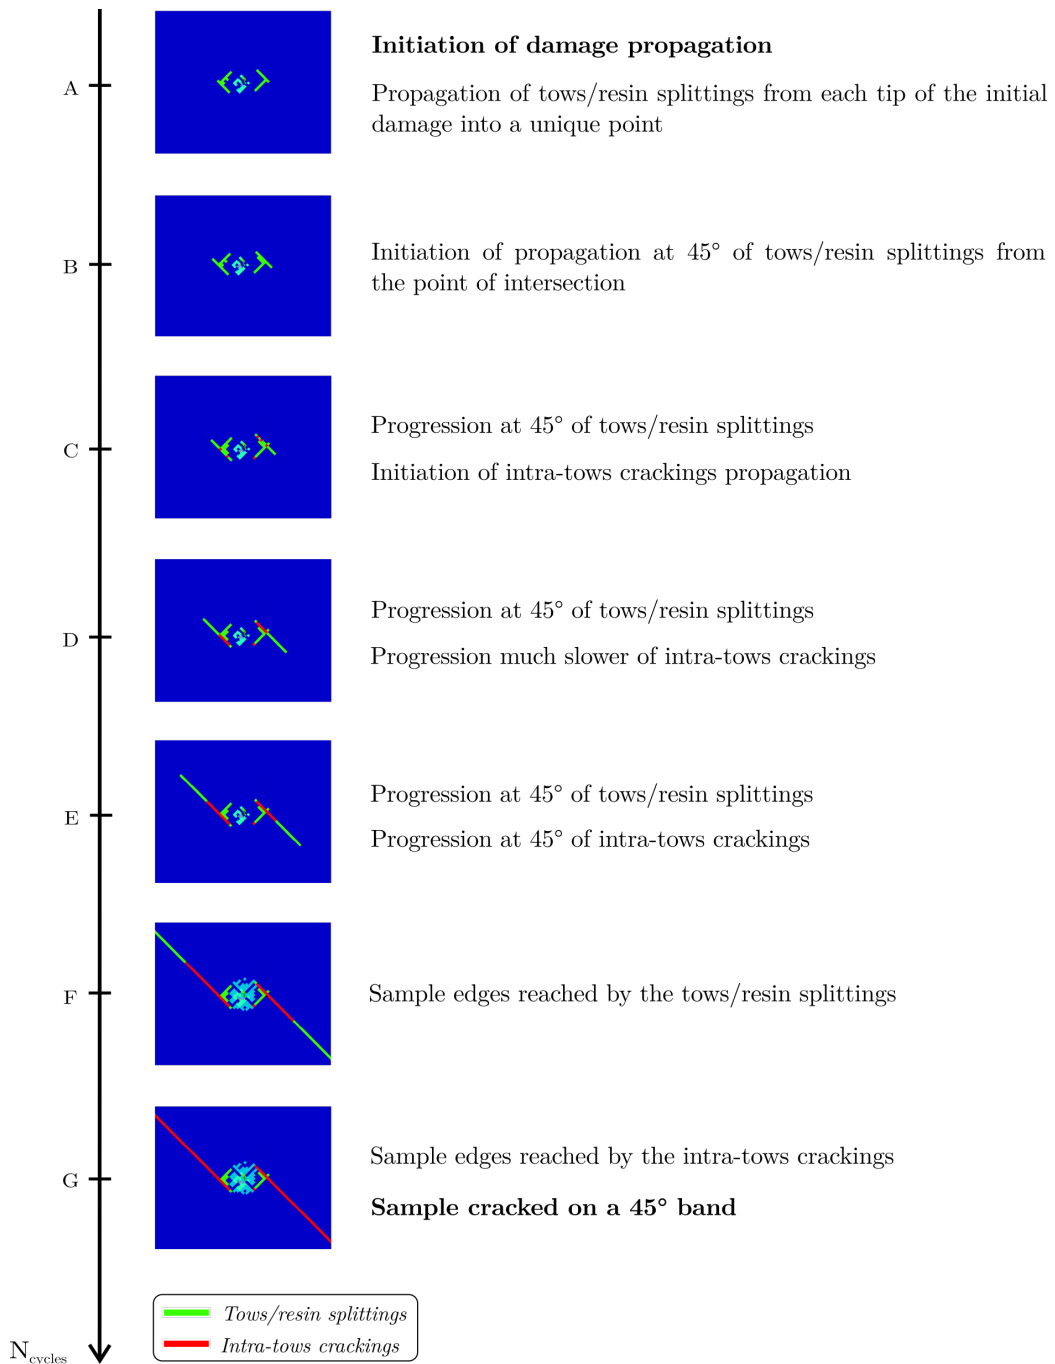 Initiation of damage propagation
A
Propagation of tows/resin splittings from each tip of the initial
damage into a unique point
B
Initiation of propagation at 45° of tows/resin splittings from
the point of intersection
C
Progression at 45° of tows/resin splittings
Initiation of intra-tows crackings propagation
D
Progression at 45° of tows/resin splittings
Progression much slower of intra-tows crackings
E
Progression at 45° of tows/resin splittings
Progression at 45° of intra-tows crackings
F
Sample edges reached by the tows/resin splittings
G
Sample edges reached by the intra-tows crackings
Sample cracked on a 45° band
Tows/resin splittings
Intra-tows crackings
Ncycles